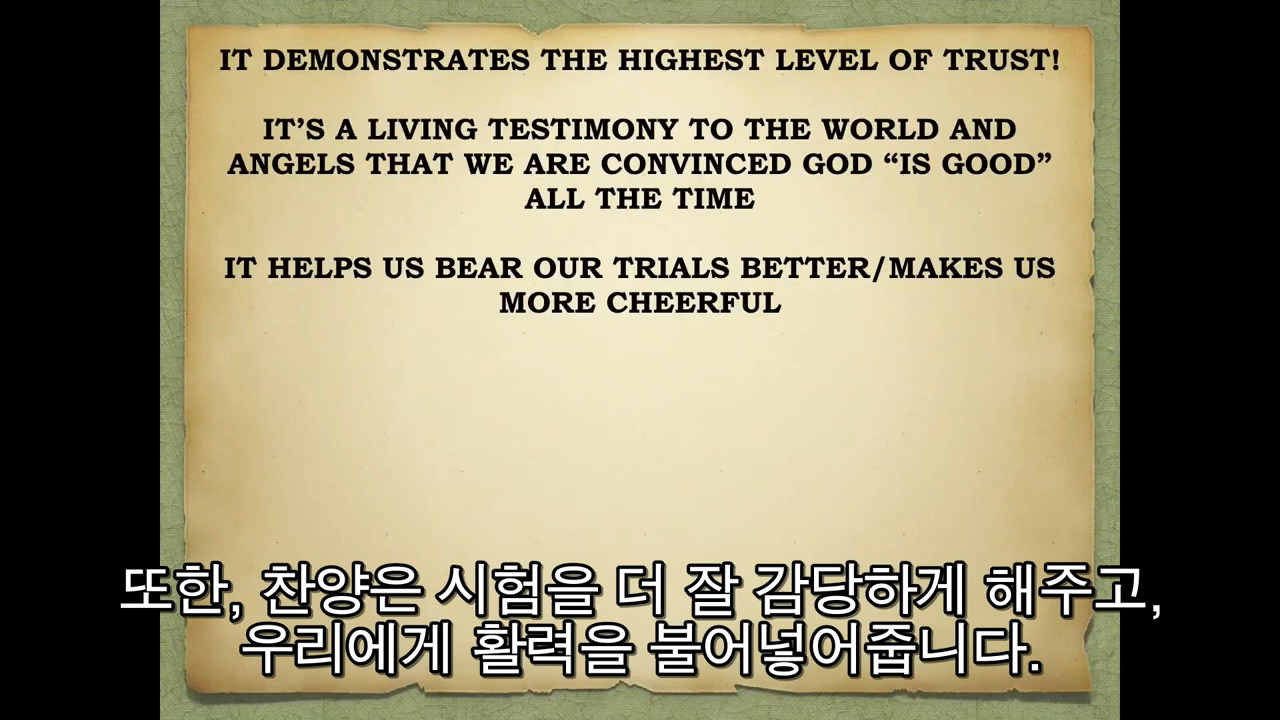 IT DEMONSTRATES THE HIGHEST LEVEL OF TRUST!
IT’S A LIVING TESTIMONY TO THE WORLD AND
ANGELS THAT WE ARE CONVINCED GOD “IS GOOD”
ALL THE TIME
IT HELPS US BEAR OUR TRIALS BETTER/MAKES US
MORE CHEERFUL
또한, 찬양은 시험을 더 잘 감당하게 해주고,
우리에게 활력을 불어넣어줍니다.